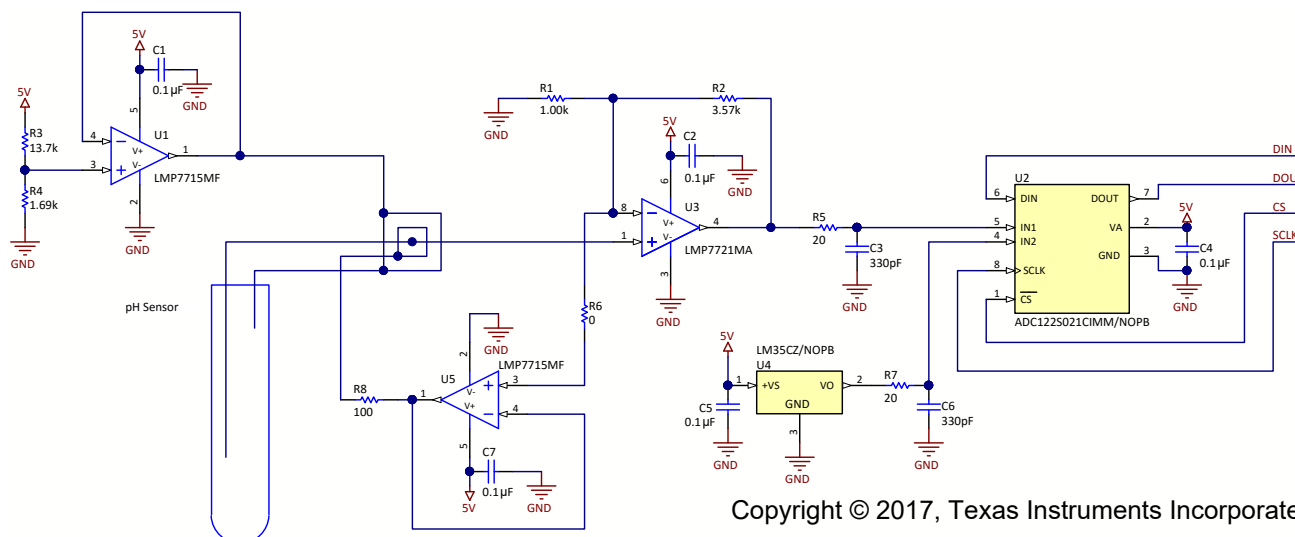 5V
C1
0.1µF
GND
5V
R3
13.7k
R4
1.69k
GND
4
3
5
V+
V-
2
1
U1
LMP7715MF
GND
pH Sensor
R1
1.00k
GND
R2
3.57k
5V
C2
0.1µF
GND
6
8
1
V+
V-
3
4
U3
LMP7721MA
GND
R5
20
C3
330pF
GND
R6
0
GND
2
LMP7715MF
U5
V-
V+
3
4
1
5
R8
100
C7
0.1µF
GND
5V
LM35CZ/NOPB
U4
5V
1
+VS
VO
GND
2
3
C5
0.1µF
GND
GND
R7
20
C6
330pF
GND
U2
6
DIN
5
IN1
4
IN2
8
SCLK
1
CS
DOUT
7
VA
2
GND
3
ADC122S021CIMM/NOPB
5V
C4
0.1µF
GND
DIN
DOU
CS
SCLK
Copyright © 2017, Texas Instruments Incorporate